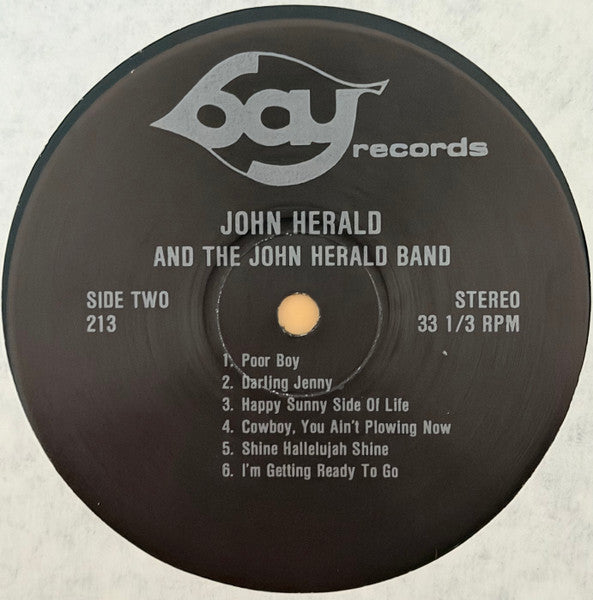 bay records
JOHN HERALD
AND THE JOHN HERALD BAND
SIDE TWO
213
STEREO
33 1/3 RPM
1. Poor Boy
2. Darling Jenny
3. Happy Sunny Side Of Life
4. Cowboy, You Ain't Plowing Now
5. Shine Hallelujah Shine
6. I'm Getting Ready To Go